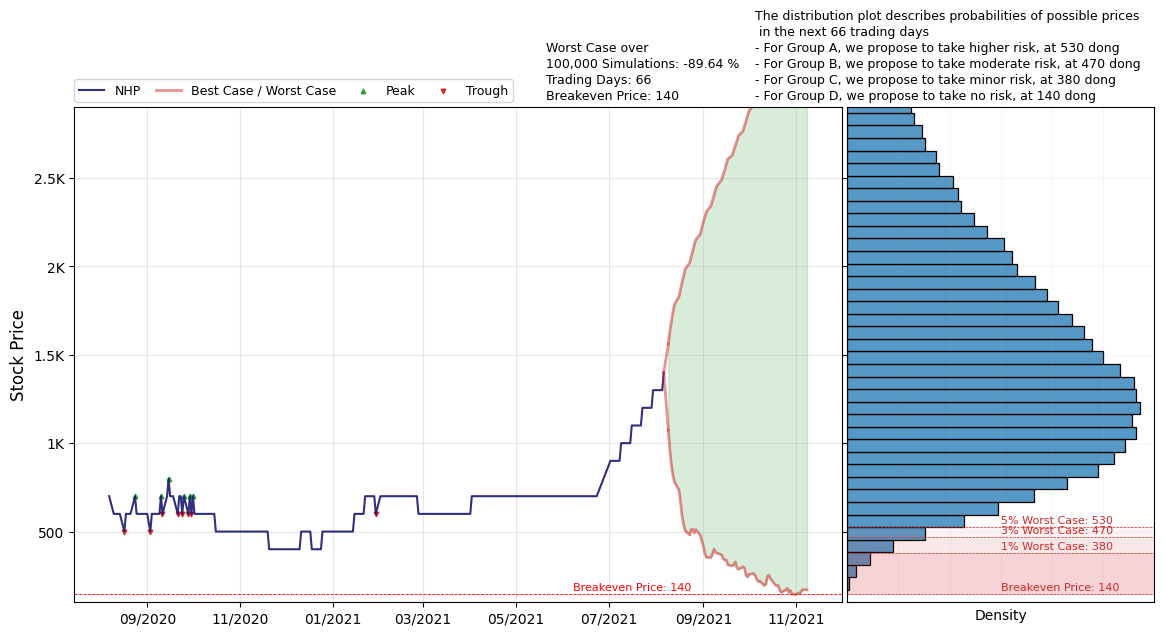 The distribution plot describes probabilities of possible prices
in the next 66 trading days
- For Group A, we propose to take higher risk, at 530 dong
- For Group B, we propose to take moderate risk, at 470 dong
- For Group C, we propose to take minor risk, at 380 dong
- For Group D, we propose to take no risk, at 140 dong
Worst Case over
100,000 Simulations: -89.64 %
Trading Days: 66
Breakeven Price: 140
NHP
Best Case / Worst Case
Peak
Trough
Stock Price
2.5K
2K
1.5K
1K
500
09/2020
11/2020
01/2021
03/2021
05/2021
07/2021
09/2021
11/2021
Breakeven Price: 140
5% Worst Case: 530
3% Worst Case: 470
1% Worst Case: 380
Breakeven Price: 140
Density